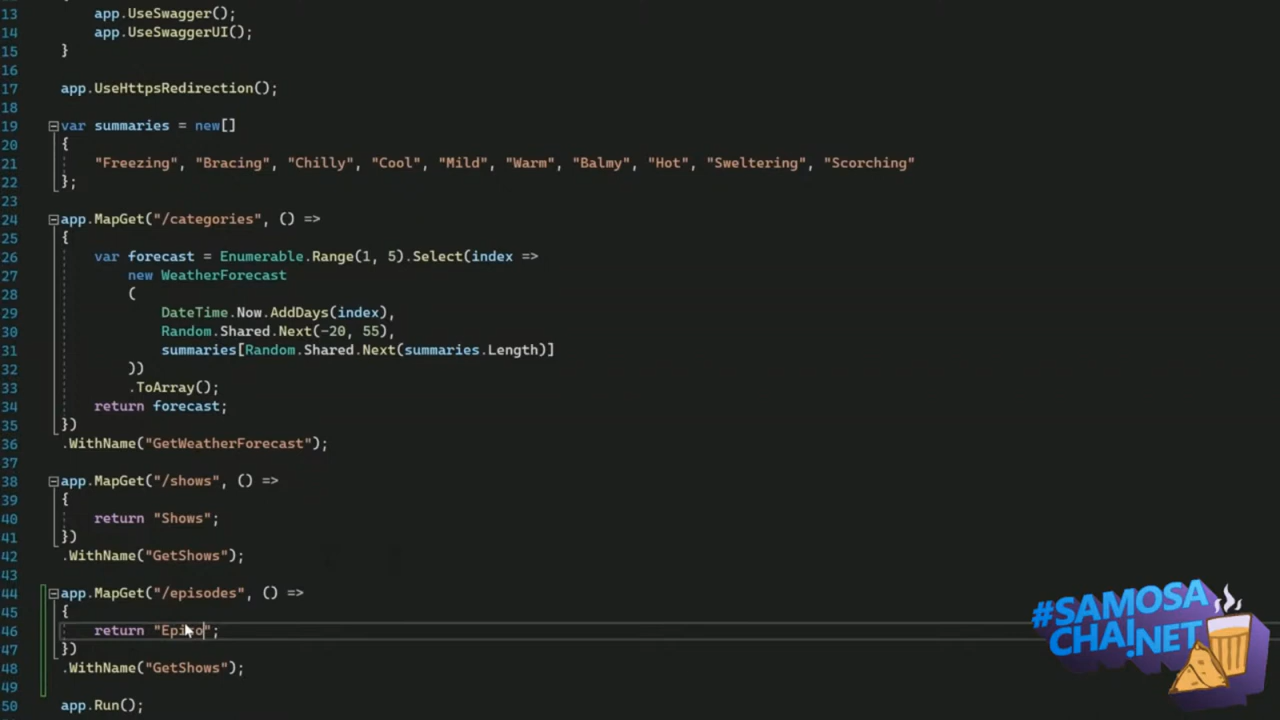 13 app.UseSwagger();
14 app.UseSwaggerUI();
15 }
16
17 app.UseHttpsRedirection();
18
19 var summaries = new[]
20 {
21 "Freezing", "Bracing", "Chilly", "Cool", "Mild", "Warm", "Balmy", "Hot", "Sweltering", "Scorching"
22 };
23
24 app.MapGet("/categories", () =>
25 {
26 var forecast = Enumerable.Range(1, 5).Select(index =>
27 new WeatherForecast
28 (
29 DateTime.Now.AddDays(index),
30 Random.Shared.Next(-20, 55),
31 summaries[Random.Shared.Next(summaries.Length)]
32 ))
33 .ToArray();
34 return forecast;
35 })
36 .WithName("GetWeatherForecast");
37
38 app.MapGet("/shows", () =>
39 {
40 return "Shows";
41 })
42 .WithName("GetShows");
43
44 app.MapGet("/episodes", () =>
45 {
46 return "Episo";
47 })
48 .WithName("GetShows");
49
50 app.Run();
#SAMOSA
CHA!.NET